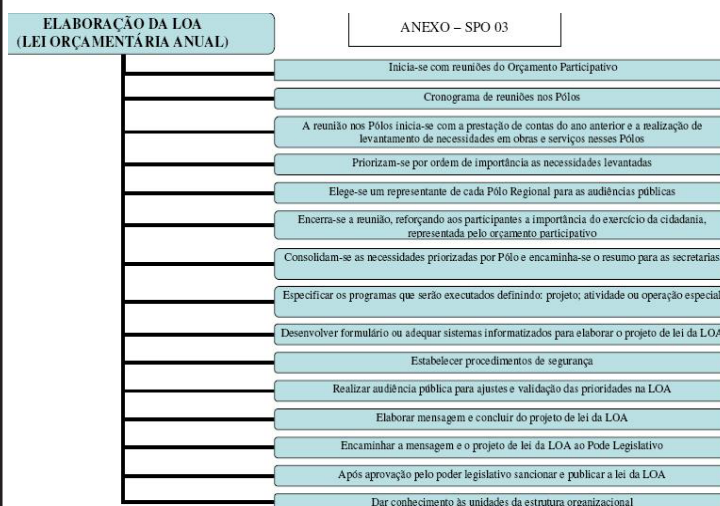 ELABORAÇÃO DA LOA
(LEI ORÇAMENTÁRIA ANUAL)
ANEXO – SPO 03
Inicia-se com reuniões do Orçamento Participativo
Cronograma de reuniões nos Pólos
A reunião nos Pólos inicia-se com a prestação de contas do ano anterior e a realização de
levantamento de necessidades em obras e serviços nesses Pólos
Priorizam-se por ordem de importância as necessidades levantadas
Elege-se um representante de cada Pólo Regional para as audiências públicas
Encerra-se a reunião, reforçando aos participantes a importância do exercício da cidadania,
representada pelo orçamento participativo
Consolidam-se as necessidades priorizadas por Pólo e encaminha-se o resumo para as secretarias
Especificar os programas que serão executados definindo: projeto; atividade ou operação especial
Desenvolver formulário ou adequar sistemas informatizados para elaborar o projeto de lei da LOA
Estabelecer procedimentos de segurança
Realizar audiência pública para ajustes e validação das prioridades na LOA
Elaborar mensagem e concluir do projeto de lei da LOA
Encaminhar a mensagem e o projeto de lei da LOA ao Pode Legislativo
Após aprovação pelo poder legislativo sancionar e publicar a lei da LOA
Dar conhecimento às unidades da estrutura organizacional